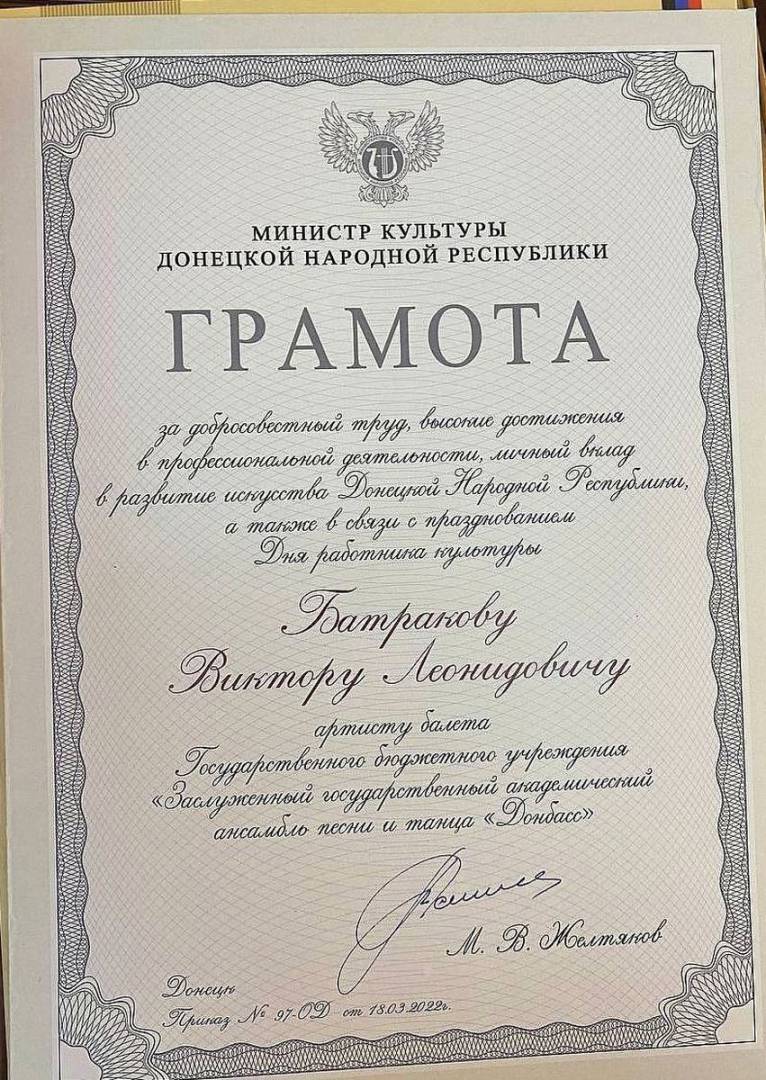 МИНИСТР КУЛЬТУРЫ
ДОНЕЦКОЙ НАРОДНОЙ РЕСПУБЛИКИ
ГРАМОТА
за добросовестный труд, высокие достижения
в профессиональной деятельности, личный вклад
в развитие искусства Донецкой Народной Республики,
а также в связи с празднованием
Дня работника культуры
Батракову
Виктору Леонидовичу
артисту балета
Государственного бюджетного учреждения
«Заслуженный государственный академический
ансамбль песни и танца «Донбасс»
М. В. Желтяков
Донецк
Приказ № 97-ОД от 18.03.2022г.